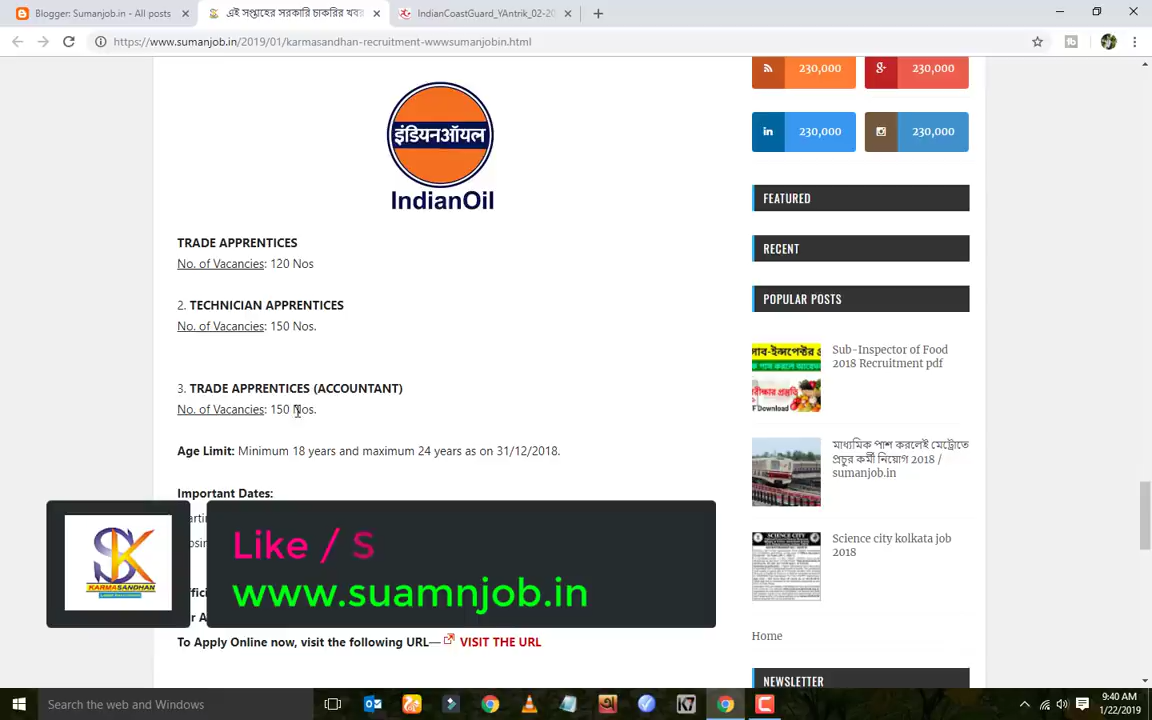 Blogger: Sumanjob.in - All posts
এই সপ্তাহের সরকারি চাকরির খবর
IndianCoastGuard_YAntrik_02-20
https://www.sumanjob.in/2019/01/karmasandhan-recruitment-wwwsumanjobin.html
230,000
230,000
230,000
230,000
इंडियनऑयल
IndianOil
TRADE APPRENTICES
No. of Vacancies: 120 Nos
2. TECHNICIAN APPRENTICES
No. of Vacancies: 150 Nos.
3. TRADE APPRENTICES (ACCOUNTANT)
No. of Vacancies: 150 Nos.
Age Limit: Minimum 18 years and maximum 24 years as on 31/12/2018.
Important Dates:
To Apply Online now, visit the following URL— VISIT THE URL
SK
KARMASANDHAN
Like / S
www.suamnjob.in
FEATURED
RECENT
POPULAR POSTS
Sub-Inspector of Food
2018 Recruitment pdf
মাধ্যমিক পাশ করলেই মেট্রোতে
প্রচুর কর্মী নিয়োগ 2018 /
sumanjob.in
SCIENCE CITY
Science city kolkata job
2018
Home
NEWSLETTER
Search the web and Windows
9:40 AM
1/22/2019